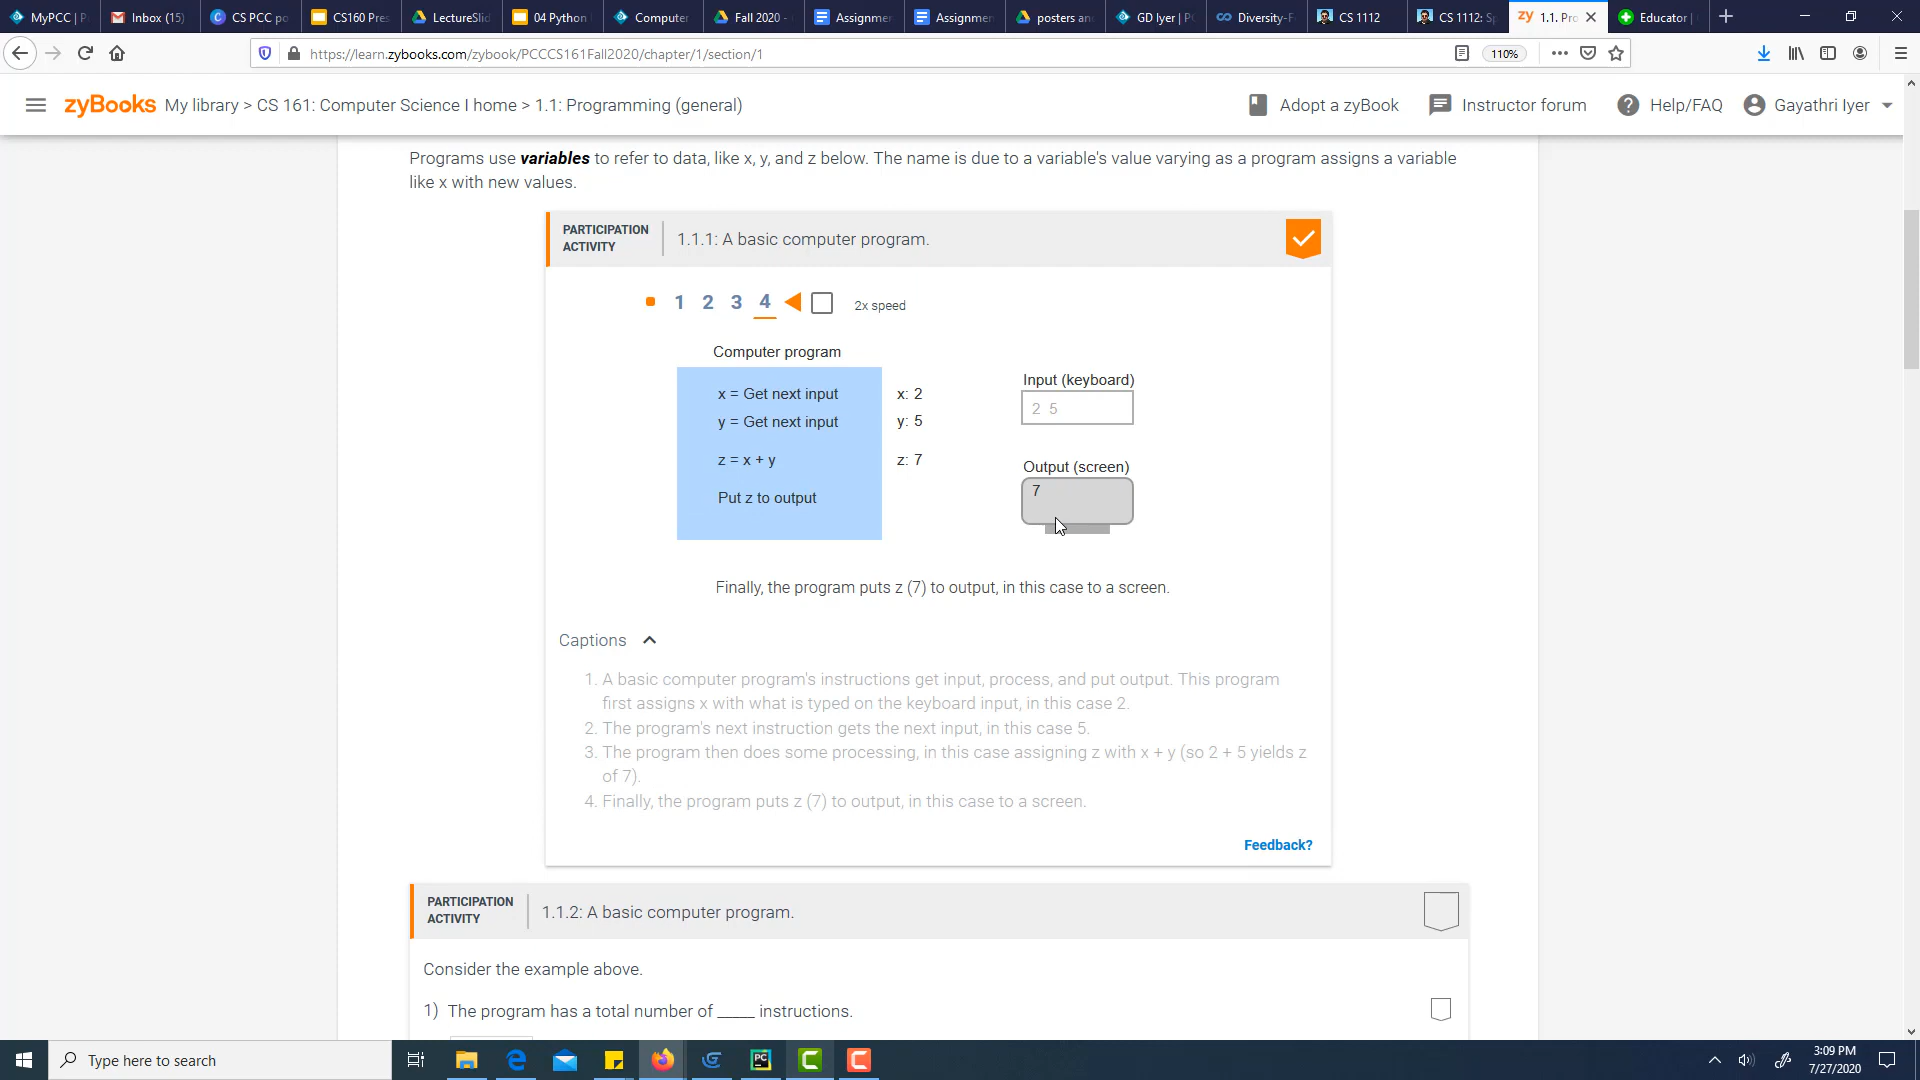 MyPCC | P
Inbox (15)
CS PCC po
CS160 Pres
LectureSlid
04 Python
Computer
Fall 2020 -
Assignmen
Assignmen
posters an
GD Iyer | P
Diversity-F
CS 1112
CS 1112: S
1.1. Pro
Educator |
https://learn.zybooks.com/zybook/PCCCS161Fall2020/chapter/1/section/1
110%
zyBooks My library > CS 161: Computer Science I home > 1.1: Programming (general)
Adopt a zyBook
Instructor forum
Help/FAQ
Gayathri Iyer
Programs use variables to refer to data, like x, y, and z below. The name is due to a variable's value varying as a program assigns a variable
like x with new values.
PARTICIPATION
ACTIVITY
1.1.1: A basic computer program.
1 2 3 4
2x speed
Computer program
x = Get next input
y = Get next input
z = x + y
Put z to output
x: 2
y: 5
z: 7
Input (keyboard)
2 5
Output (screen)
7
Finally, the program puts z (7) to output, in this case to a screen.
Captions
1. A basic computer program's instructions get input, process, and put output. This program
first assigns x with what is typed on the keyboard input, in this case 2.
2. The program's next instruction gets the next input, in this case 5.
3. The program then does some processing, in this case assigning z with x + y (so 2 + 5 yields z
of 7).
4. Finally, the program puts z (7) to output, in this case to a screen.
Feedback?
PARTICIPATION
ACTIVITY
1.1.2: A basic computer program.
Consider the example above.
1) The program has a total number of _____ instructions.
Type here to search
3:09 PM
7/27/2020